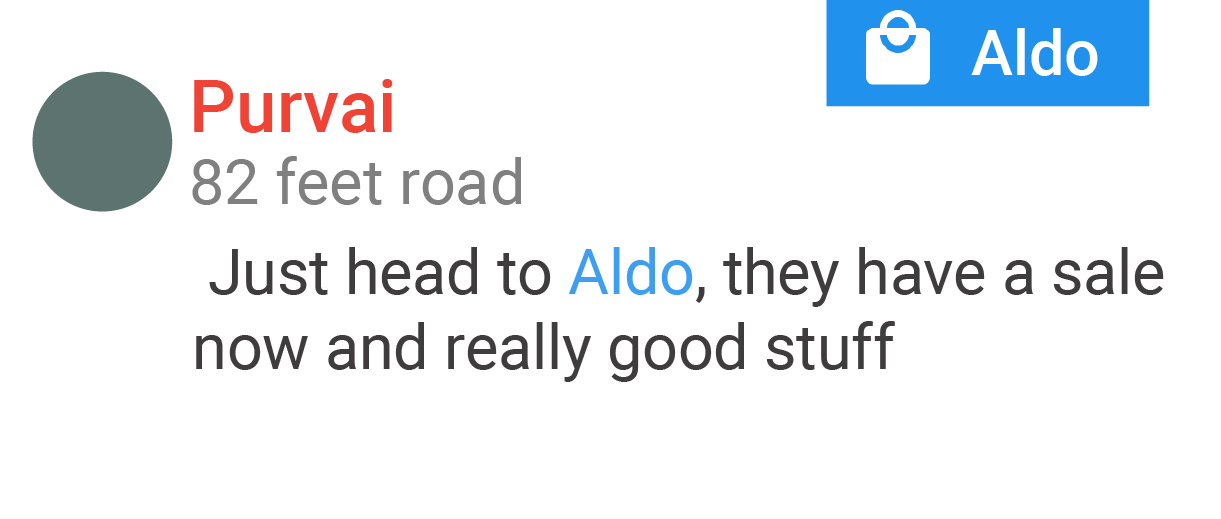 Aldo
Purvai
82 feet road
Just head to Aldo, they have a sale
now and really good stuff